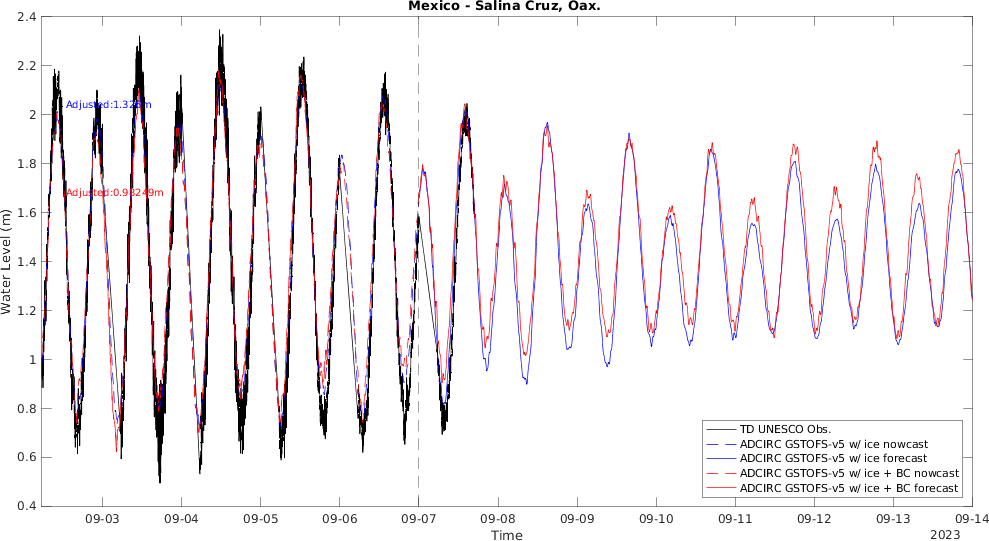 Mexico - Salina Cruz, Oax.
2.4
2.2
2
1.8
1.6
1.4
1.2
1
0.8
0.6
0.4
Water Level (m)
Adjusted:1.328m
Adjusted:0.98249m
TD UNESCO Obs.
ADCIRC GSTOFS-v5 w/ ice nowcast
ADCIRC GSTOFS-v5 w/ ice forecast
ADCIRC GSTOFS-v5 w/ ice + BC nowcast
ADCIRC GSTOFS-v5 w/ ice + BC forecast
09-03 09-04 09-05 09-06 09-07 09-08 09-09 09-10 09-11 09-12 09-13 09-14
2023
Time